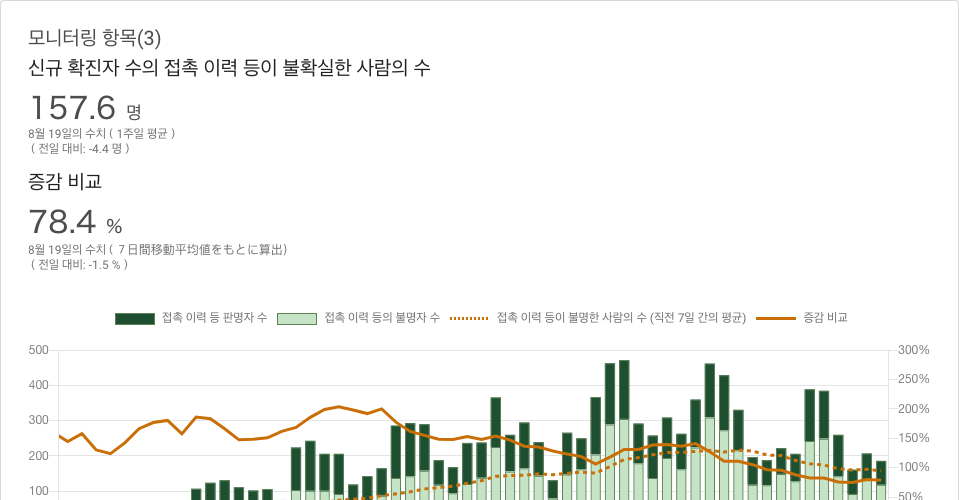 모니터링 항목(3)
신규 확진자 수의 접촉 이력 등이 불확실한 사람의 수
157.6 명
8월 19일의 수치 ( 1주일 평균 )
( 전일 대비: -4.4 명 )
증감 비교
78.4 %
8월 19일의 수치 ( ７日間移動平均値をもとに算出)
( 전일 대비: -1.5 % )
접촉 이력 등 판명자 수 접촉 이력 등의 불명자 수 접촉 이력 등이 불명한 사람의 수 (직전 7일 간의 평균) 증감 비교
500 300%
400 250%
300 200%
200 150%
100 100%
50%